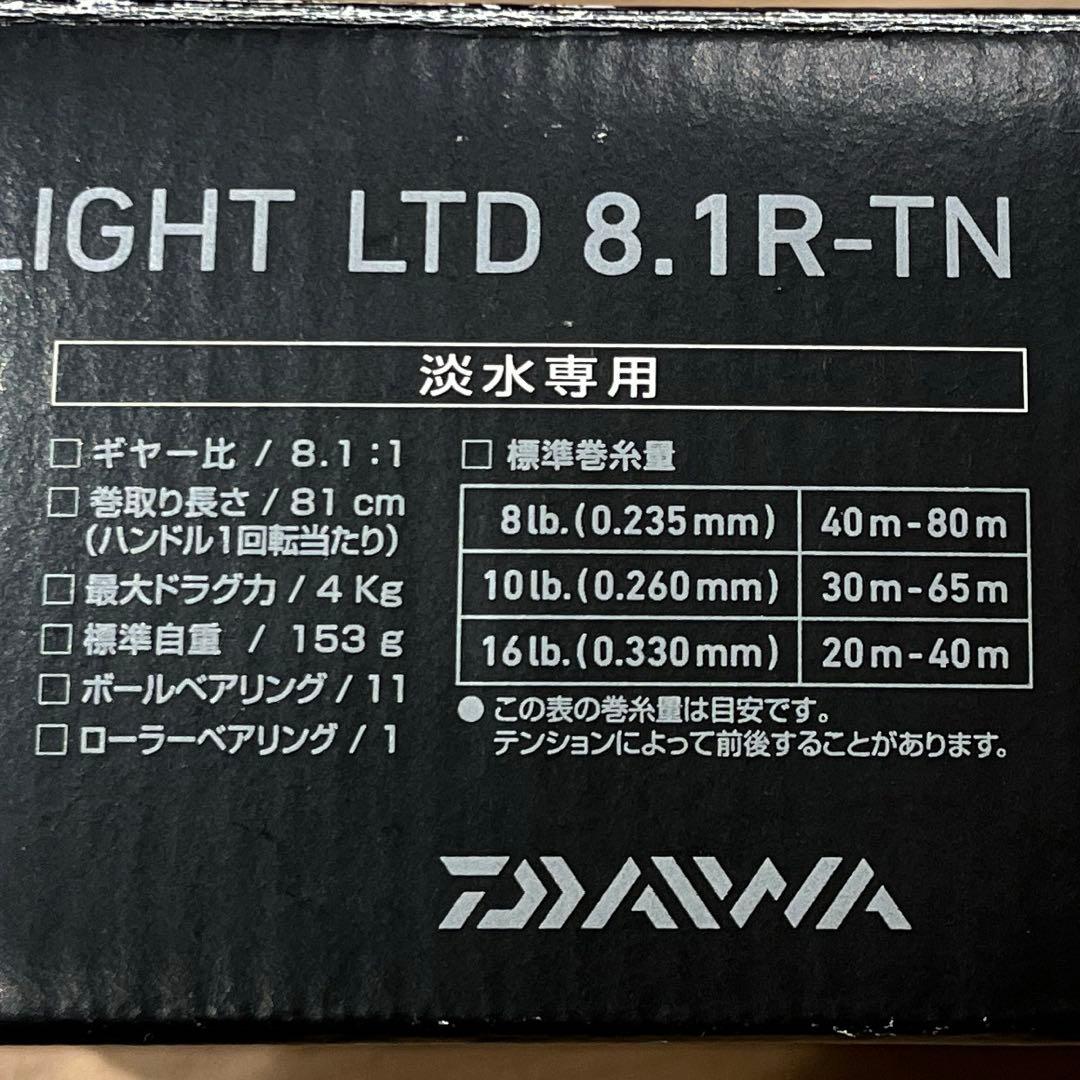 LIGHT LTD 8.1R-TN
淡水専用
□ ギヤー比 / 8.1:1
□ 巻取り長さ / 81 cm
(ハンドル1回転当たり)
□ 最大ドラグ力 / 4 Kg
□ 標準自重 / 153 g
□ ボールベアリング / 11
□ ローラーベアリング / 1
□ 標準巻糸量
8lb.(0.235mm) 40m-80m
10lb.(0.260mm) 30m-65m
16lb.(0.330mm) 20m-40m
● この表の巻糸量は目安です。
テンションによって前後することがあります。
DAIWA